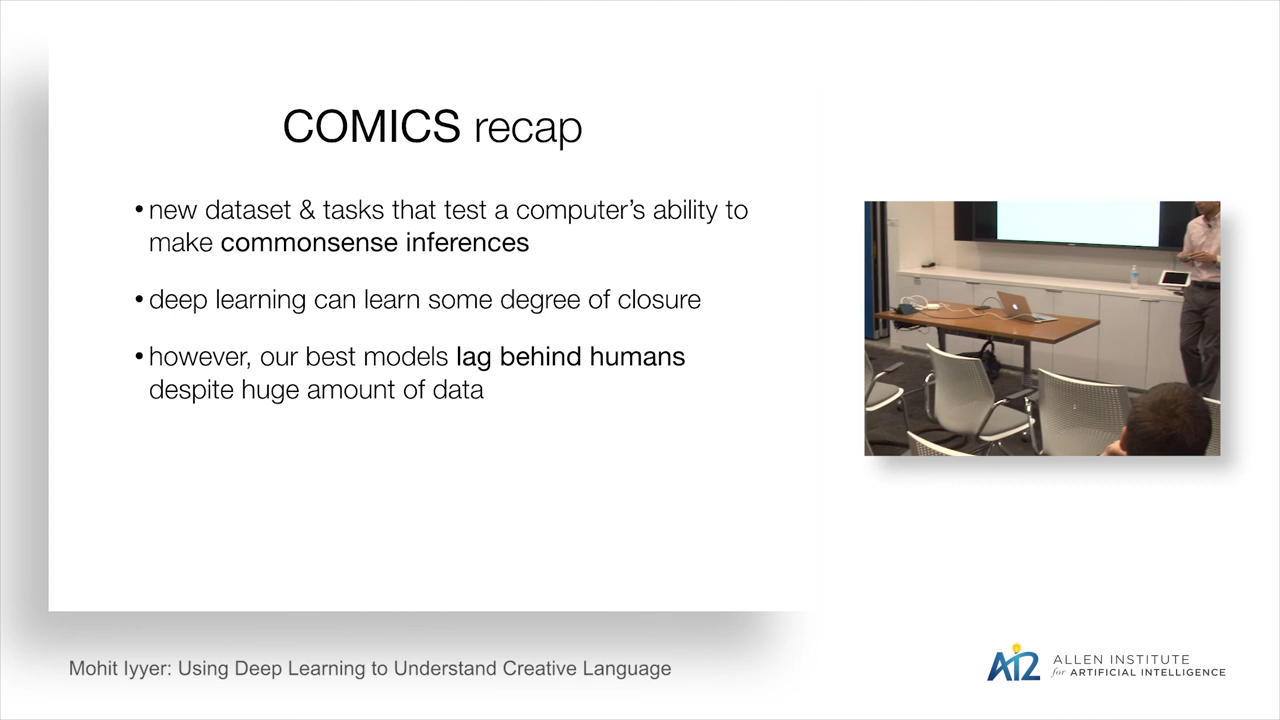 COMICS recap
• new dataset & tasks that test a computer’s ability to
make commonsense inferences
• deep learning can learn some degree of closure
• however, our best models lag behind humans
despite huge amount of data
Mohit Iyyer: Using Deep Learning to Understand Creative Language
AI2
ALLEN INSTITUTE
for ARTIFICIAL INTELLIGENCE